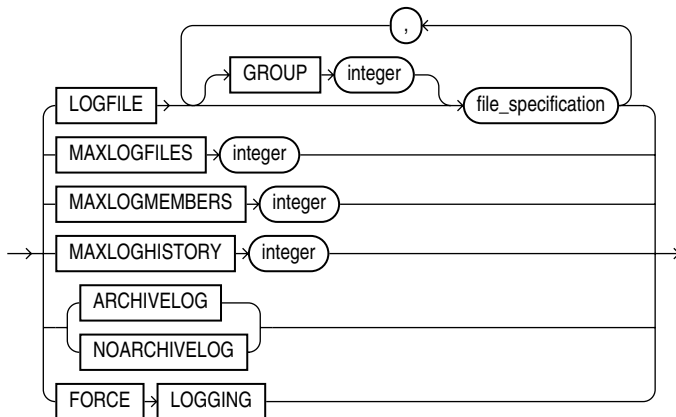 ,
GROUP integer
LOGFILE file_specification
MAXLOGFILES integer
MAXLOGMEMBERS integer
MAXLOGHISTORY integer
ARCHIVELOG
NOARCHIVELOG
FORCE LOGGING